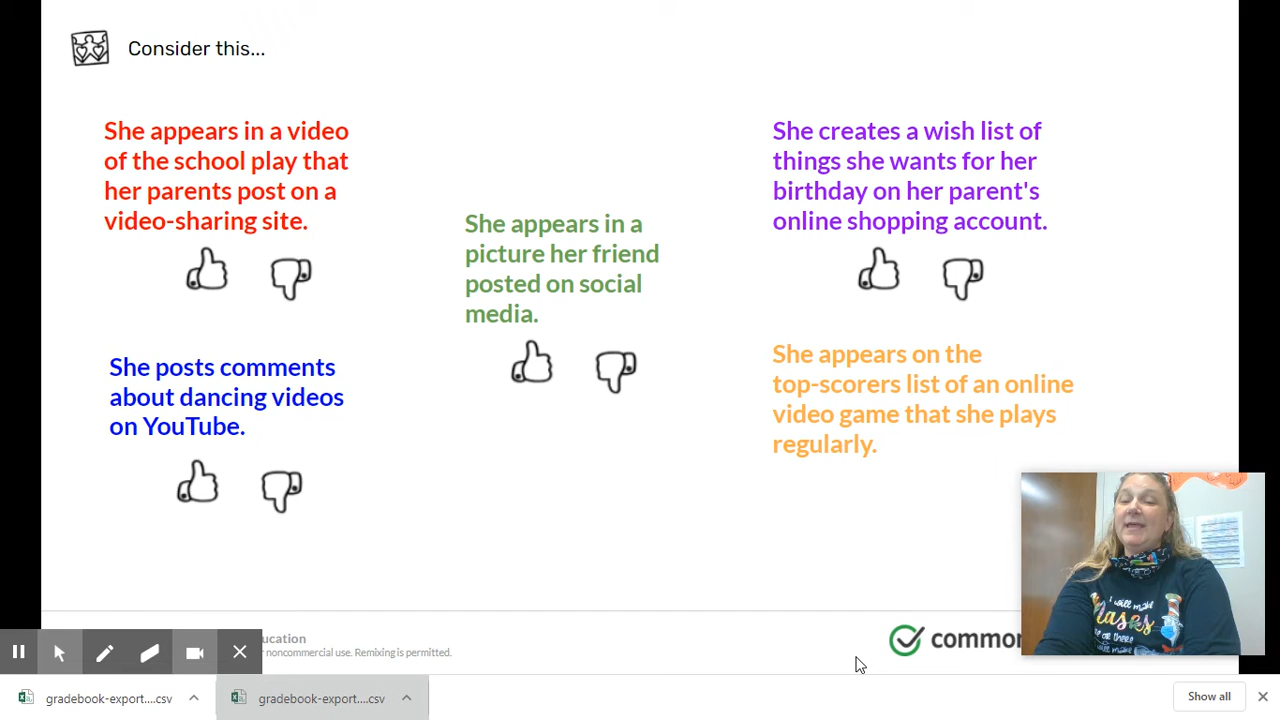 Consider this...
She appears in a video
of the school play that
her parents post on a
video-sharing site.
She posts comments
about dancing videos
on YouTube.
She appears in a
picture her friend
posted on social
media.
She creates a wish list of
things she wants for her
birthday on her parent's
online shopping account.
She appears on the
top-scorers list of an online
video game that she plays
regularly.
noncommercial use. Remixing is permitted.
I will
gradebook-export....csv
gradebook-export....csv
Show all